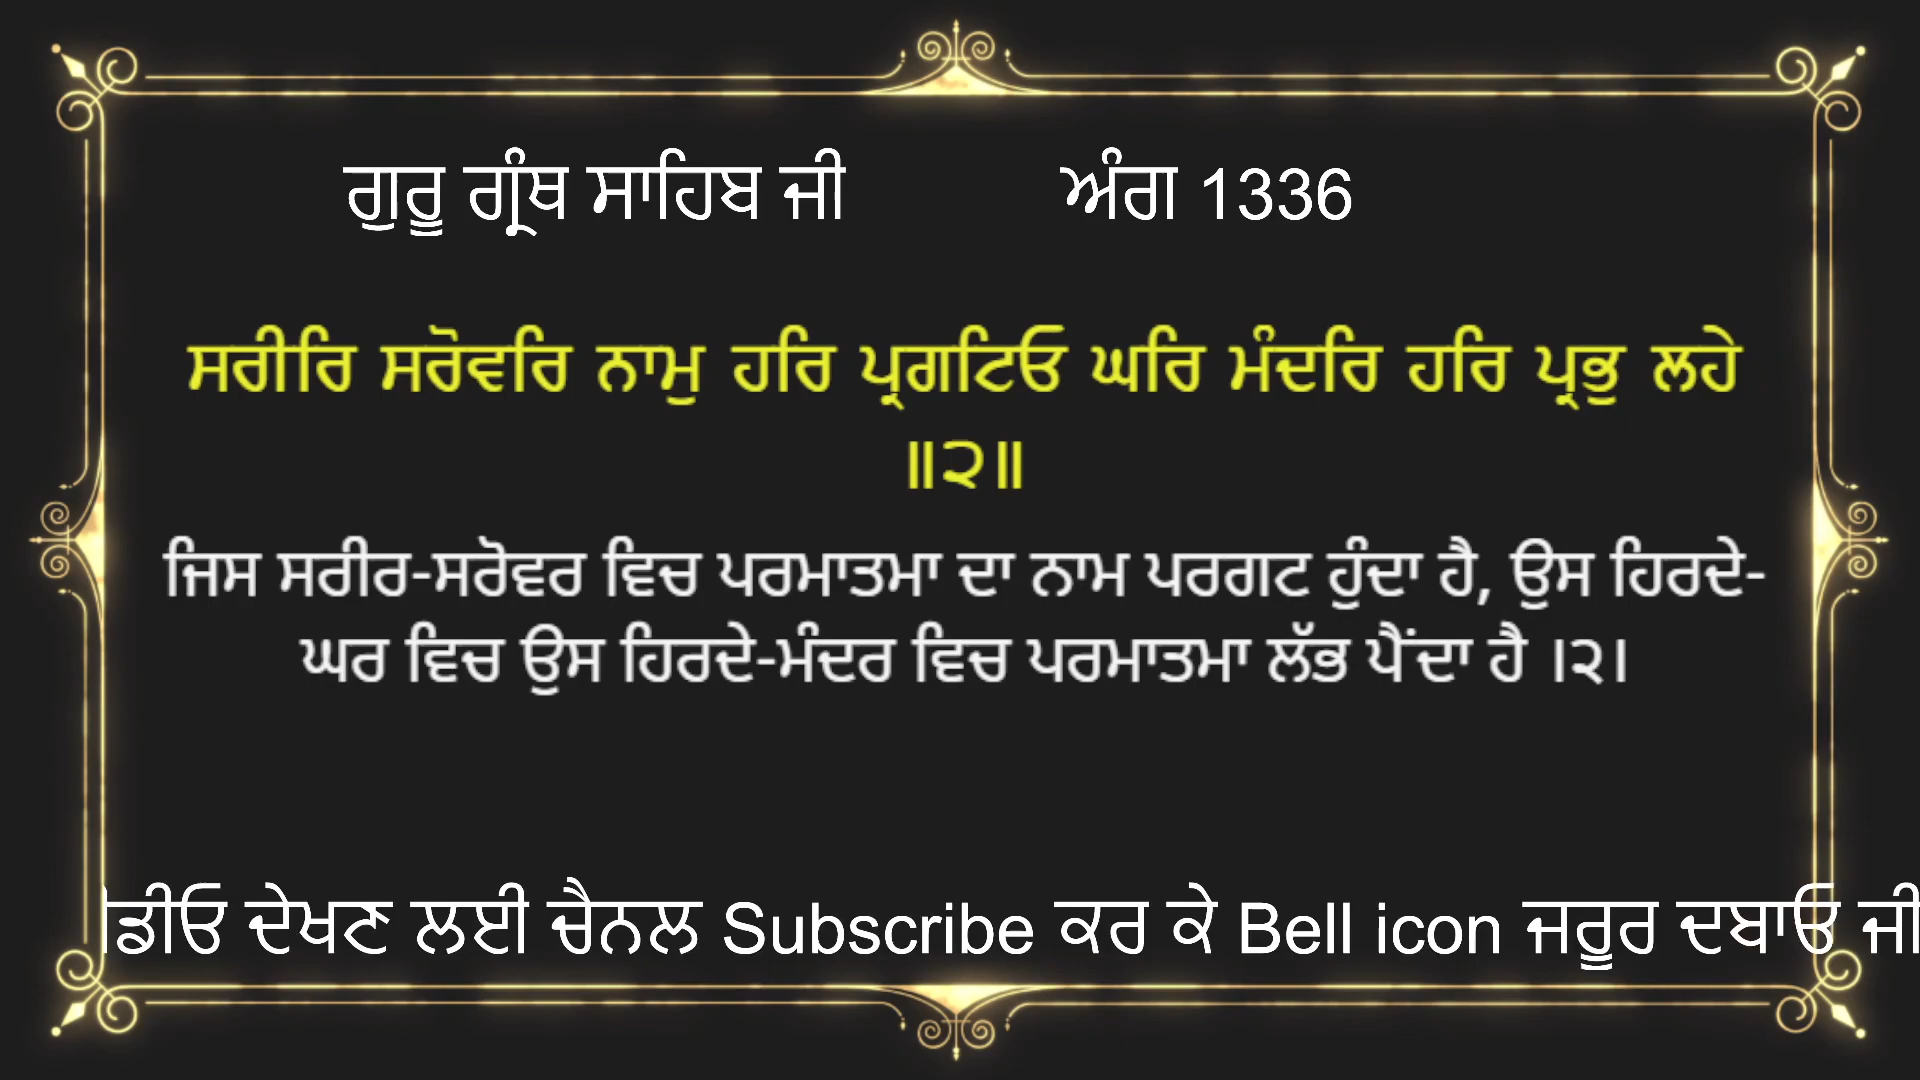 ਗੁਰੂ ਗ੍ਰੰਥ ਸਾਹਿਬ ਜੀ ਅੰਗ 1336
ਸਰੀਰਿ ਸਰੋਵਰਿ ਨਾਮੁ ਹਰਿ ਪ੍ਰਗਟਿਓ ਘਰਿ ਮੰਦਰਿ ਹਰਿ ਪ੍ਰਭੁ ਲਹੇ
॥੨॥
ਜਿਸ ਸਰੀਰ-ਸਰੋਵਰ ਵਿਚ ਪਰਮਾਤਮਾ ਦਾ ਨਾਮ ਪਰਗਟ ਹੁੰਦਾ ਹੈ, ਉਸ ਹਿਰਦੇ-
ਘਰ ਵਿਚ ਉਸ ਹਿਰਦੇ-ਮੰਦਰ ਵਿਚ ਪਰਮਾਤਮਾ ਲੱਭ ਪੈਂਦਾ ਹੈ ।੨।
ਦੇਖਣ ਲਈ ਚੈਨਲ Subscribe ਕਰ ਕੇ Bell icon ਜਰੂਰ ਦਬਾਓ ਜੀ